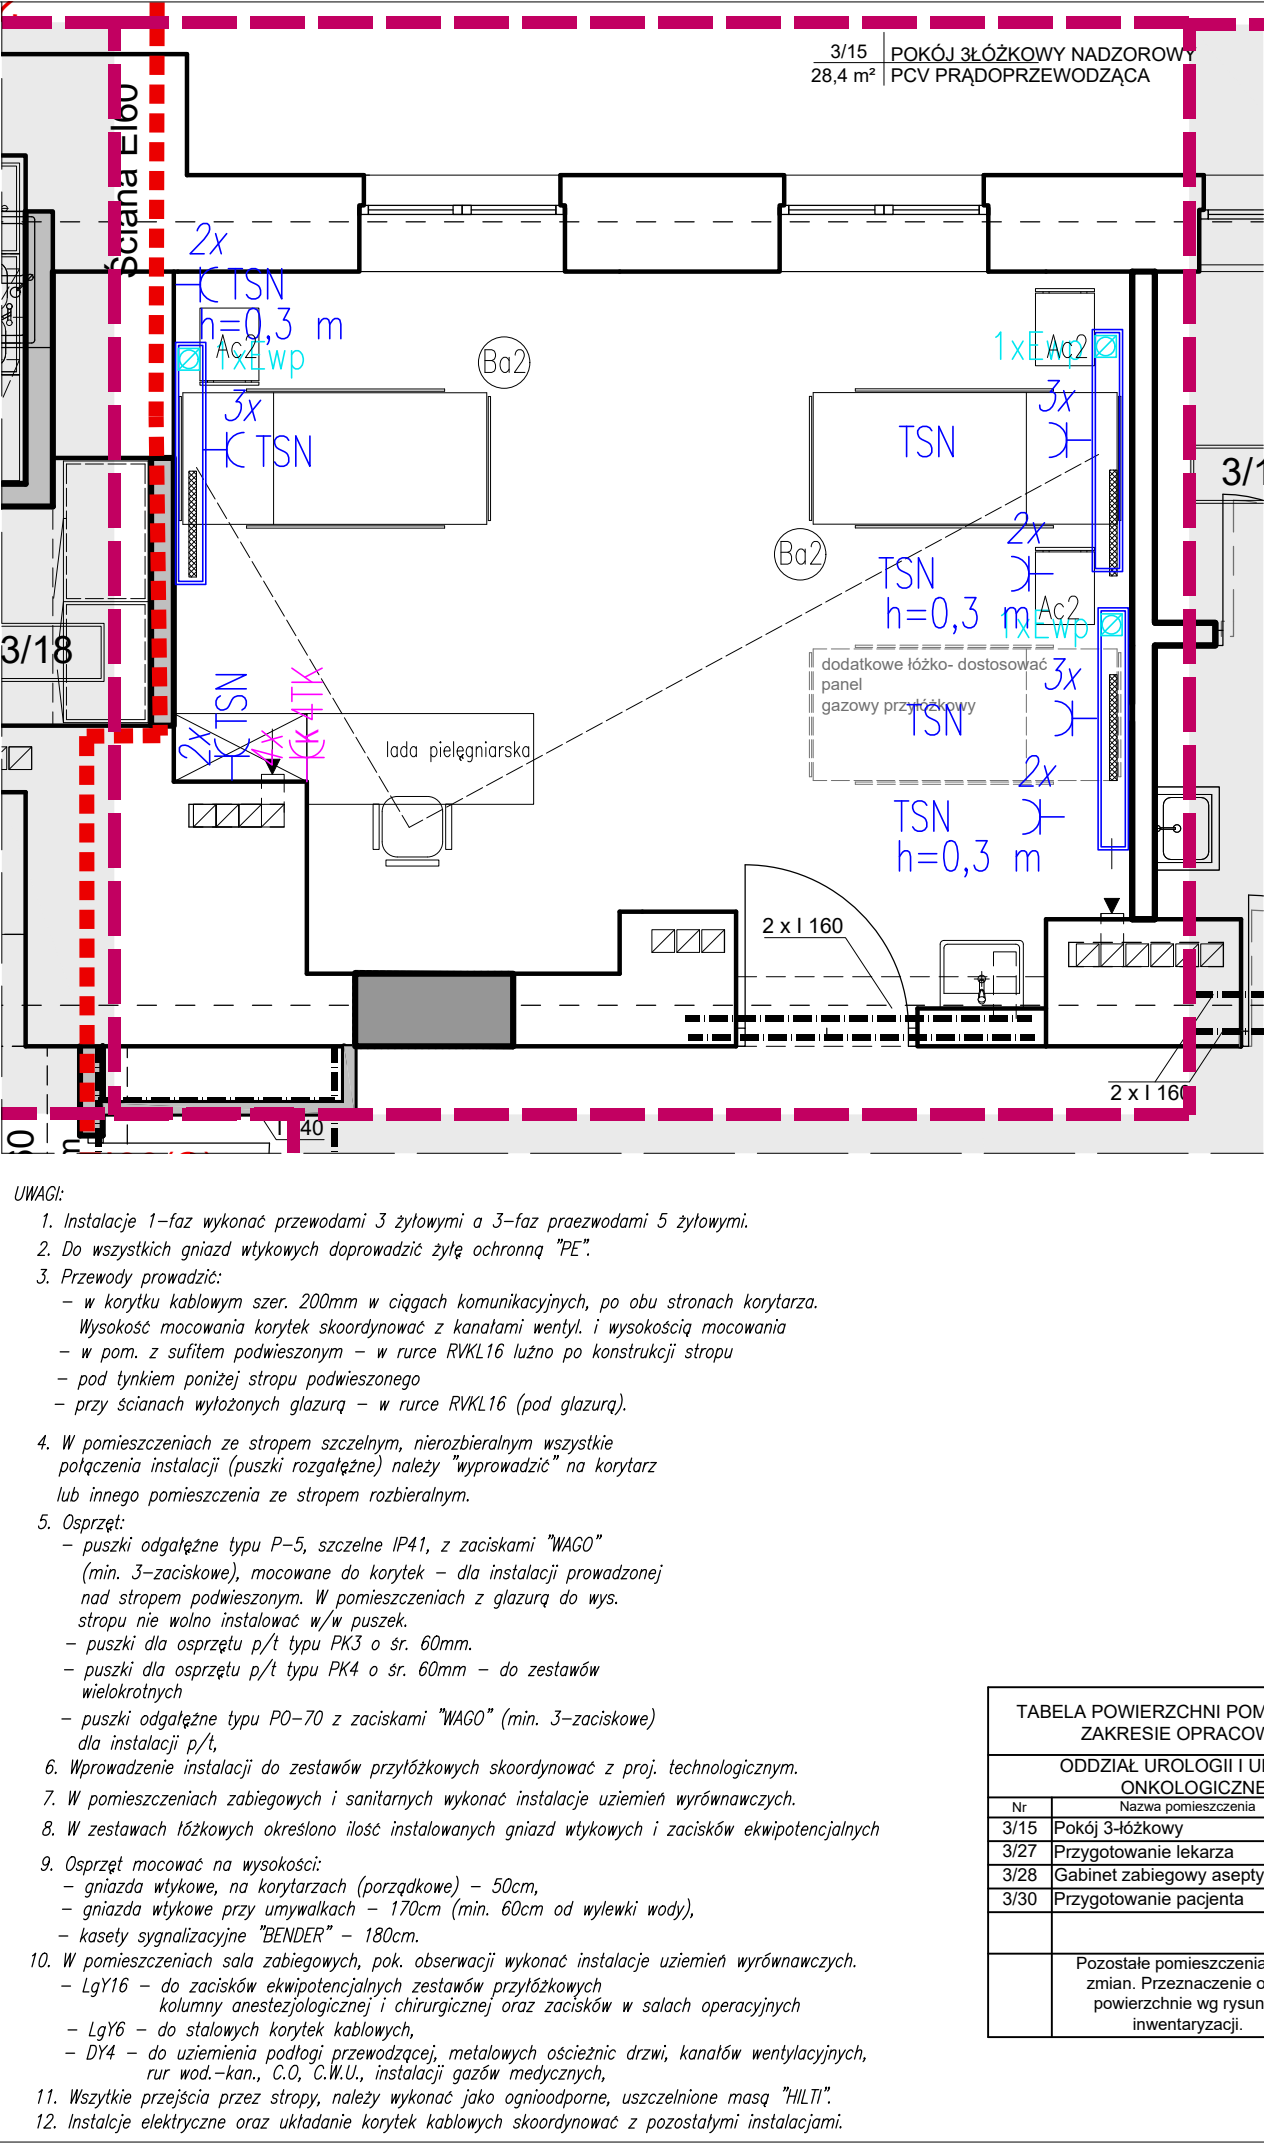 3/15 POKÓJ 3ŁÓŻKOWY NADZOROWY
28,4 m² PCV PRĄDOPRZEWODZĄCA
Ściana EI60
2x
TSN
h=0,3 m
Ac2
1xEwp
3x
TSN
Ba2
1xEwp
Ac2
3x
TSN
3/1
Ba2
2x
TSN
h=0,3 m
Ac2
1xEwp
3/18
dodatkowe łóżko- dostosować
panel
gazowy przyłóżkowy
3x
TSN
2x
TSN
4x
4TK
lada pielęgniarska
2x
TSN
h=0,3 m
2 x I 160
2 x I 160
UWAGI:
1. Instalacje 1-faz wykonać przewodami 3 żyłowymi a 3-faz praezwodami 5 żyłowymi.
2. Do wszystkich gniazd wtykowych doprowadzić żyłę ochronną "PE".
3. Przewody prowadzić:
- w korytku kablowym szer. 200mm w ciągach komunikacyjnych, po obu stronach korytarza.
Wysokość mocowania korytek skoordynować z kanałami wentyl. i wysokością mocowania
- w pom. z sufitem podwieszonym - w rurce RVKL16 luźno po konstrukcji stropu
- pod tynkiem poniżej stropu podwieszonego
- przy ścianach wyłożonych glazurą - w rurce RVKL16 (pod glazurą).
4. W pomieszczeniach ze stropem szczelnym, nierozbieralnym wszystkie
połączenia instalacji (puszki rozgałęźne) należy "wyprowadzić" na korytarz
lub innego pomieszczenia ze stropem rozbieralnym.
5. Osprzęt:
- puszki odgałęźne typu P-5, szczelne IP41, z zaciskami "WAGO"
(min. 3-zaciskowe), mocowane do korytek - dla instalacji prowadzonej
nad stropem podwieszonym. W pomieszczeniach z glazurą do wys.
stropu nie wolno instalować w/w puszek.
- puszki dla osprzętu p/t typu PK3 o śr. 60mm.
- puszki dla osprzętu p/t typu PK4 o śr. 60mm - do zestawów
wielokrotnych
- puszki odgałęźne typu PO-70 z zaciskami "WAGO" (min. 3-zaciskowe)
dla instalacji p/t,
6. Wprowadzenie instalacji do zestawów przyłóżkowych skoordynować z proj. technologicznym.
7. W pomieszczeniach zabiegowych i sanitarnych wykonać instalacje uziemień wyrównawczych.
8. W zestawach łóżkowych określono ilość instalowanych gniazd wtykowych i zacisków ekwipotencjalnych
9. Osprzęt mocować na wysokości:
- gniazda wtykowe, na korytarzach (porządkowe) - 50cm,
- gniazda wtykowe przy umywalkach - 170cm (min. 60cm od wylewki wody),
- kasety sygnalizacyjne "BENDER" - 180cm.
10. W pomieszczeniach sala zabiegowych, pok. obserwacji wykonać instalacje uziemień wyrównawczych.
- LgY16 - do zacisków ekwipotencjalnych zestawów przyłóżkowych
kolumny anestezjologicznej i chirurgicznej oraz zacisków w salach operacyjnych
- LgY6 - do stalowych korytek kablowych,
- DY4 - do uziemienia podłogi przewodzącej, metalowych ościeżnic drzwi, kanałów wentylacyjnych,
rur wod.-kan., C.O, C.W.U., instalacji gazów medycznych,
11. Wszytkie przejścia przez stropy, należy wykonać jako ognioodporne, uszczelnione masą "HILTI".
12. Instalcje elektryczne oraz układanie korytek kablowych skoordynować z pozostałymi instalacjami.
TABELA POWIERZCHNI POM
ZAKRESIE OPRACOW
ODDZIAŁ UROLOGII I U
ONKOLOGICZNE
Nr Nazwa pomieszczenia
3/15 Pokój 3-łóżkowy
3/27 Przygotowanie lekarza
3/28 Gabinet zabiegowy asepty
3/30 Przygotowanie pacjenta
Pozostałe pomieszczenia
zmian. Przeznaczenie o
powierzchnie wg rysun
inwentaryzacji.